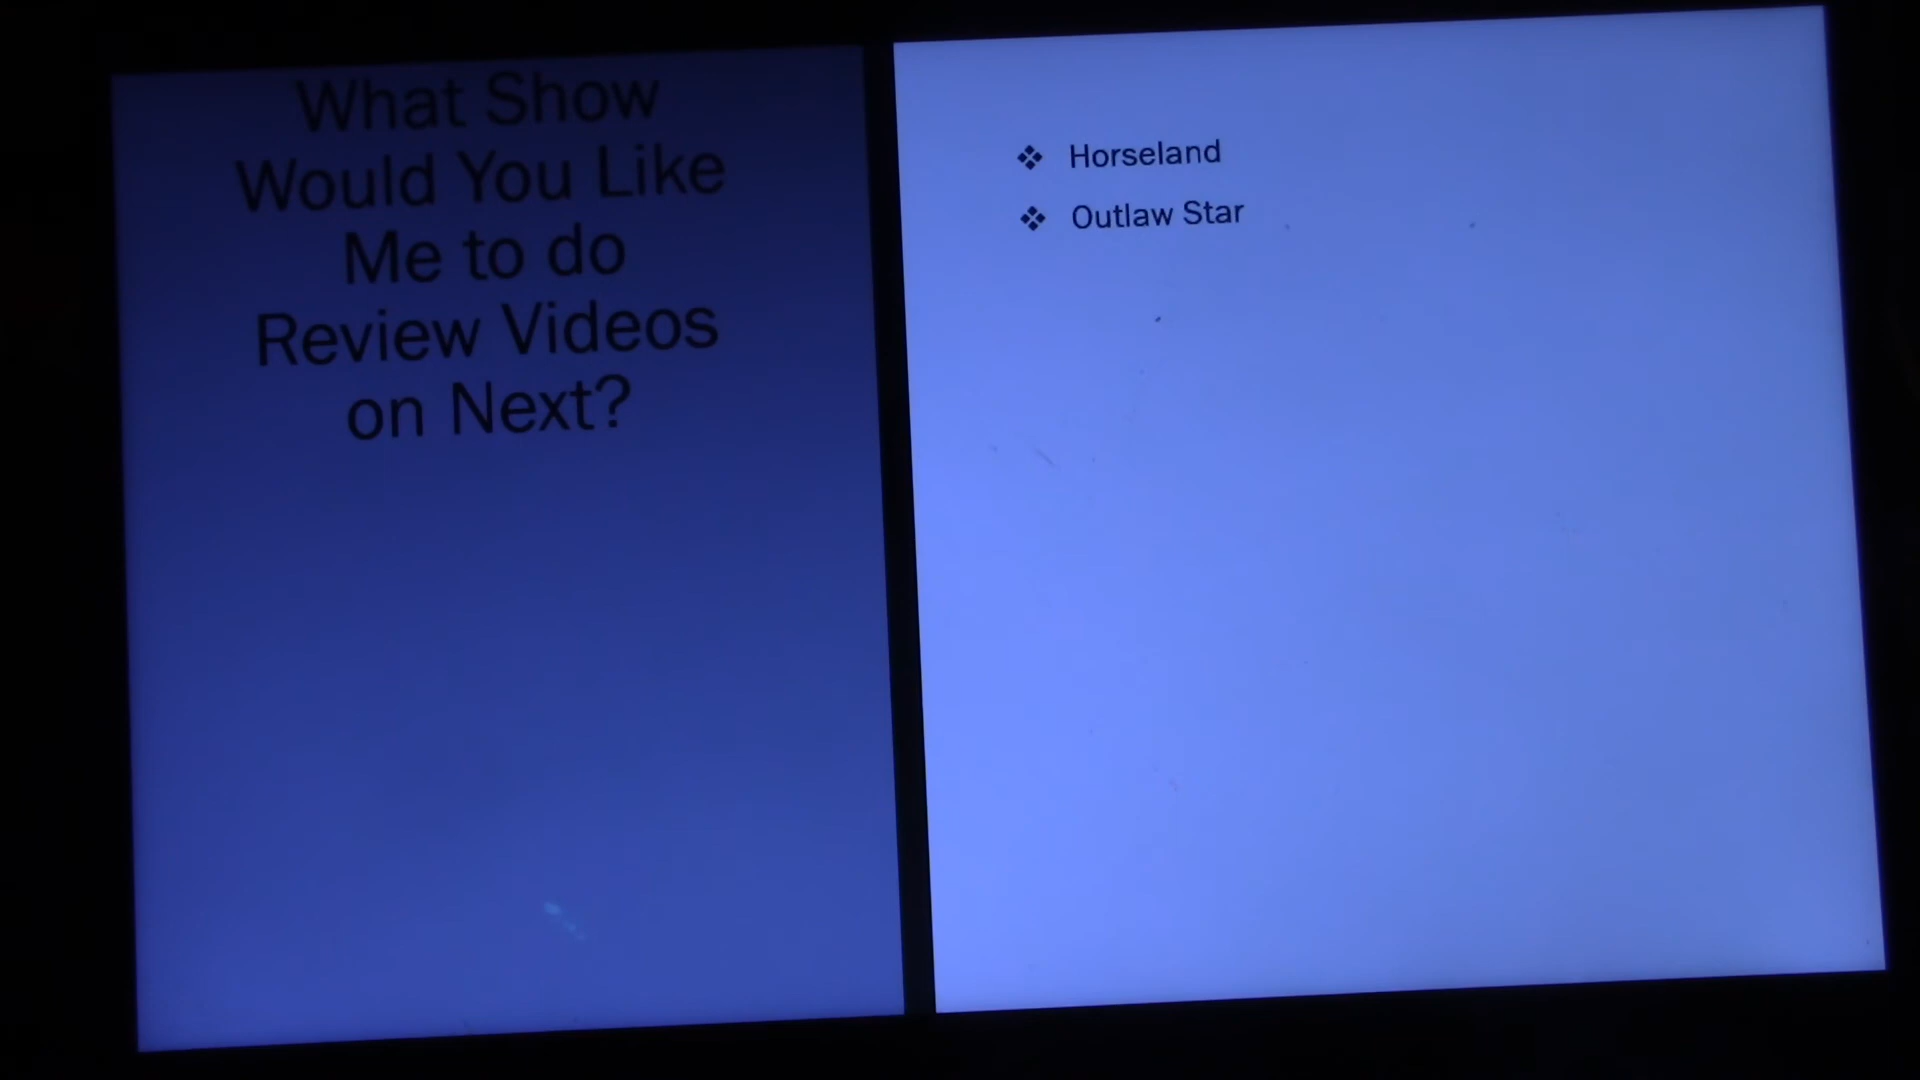 What Show
Would You Like
Me to do
Review Videos
on Next?
❖ Horseland
❖ Outlaw Star